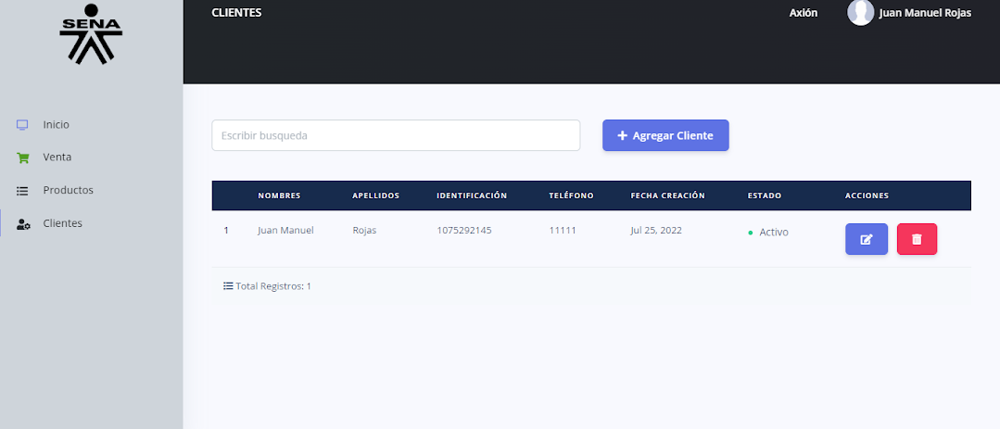 SENA
CLIENTES
Axión
Juan Manuel Rojas
Inicio
Venta
Productos
Clientes
Escribir busqueda
Agregar Cliente
NOMBRES APELLIDOS IDENTIFICACIÓN TELÉFONO FECHA CREACIÓN ESTADO ACCIONES
1 Juan Manuel Rojas 1075292145 11111 Jul 25, 2022 Activo
Total Registros: 1